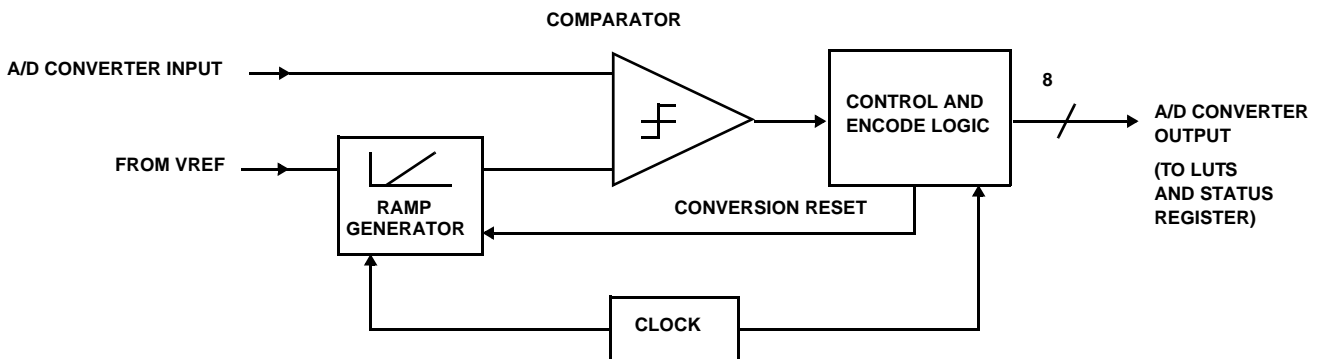 COMPARATOR
A/D CONVERTER INPUT
8
CONTROL AND
ENCODE LOGIC
A/D CONVERTER
OUTPUT
(TO LUTS
AND STATUS
REGISTER)
FROM VREF
RAMP
GENERATOR
CONVERSION RESET
CLOCK